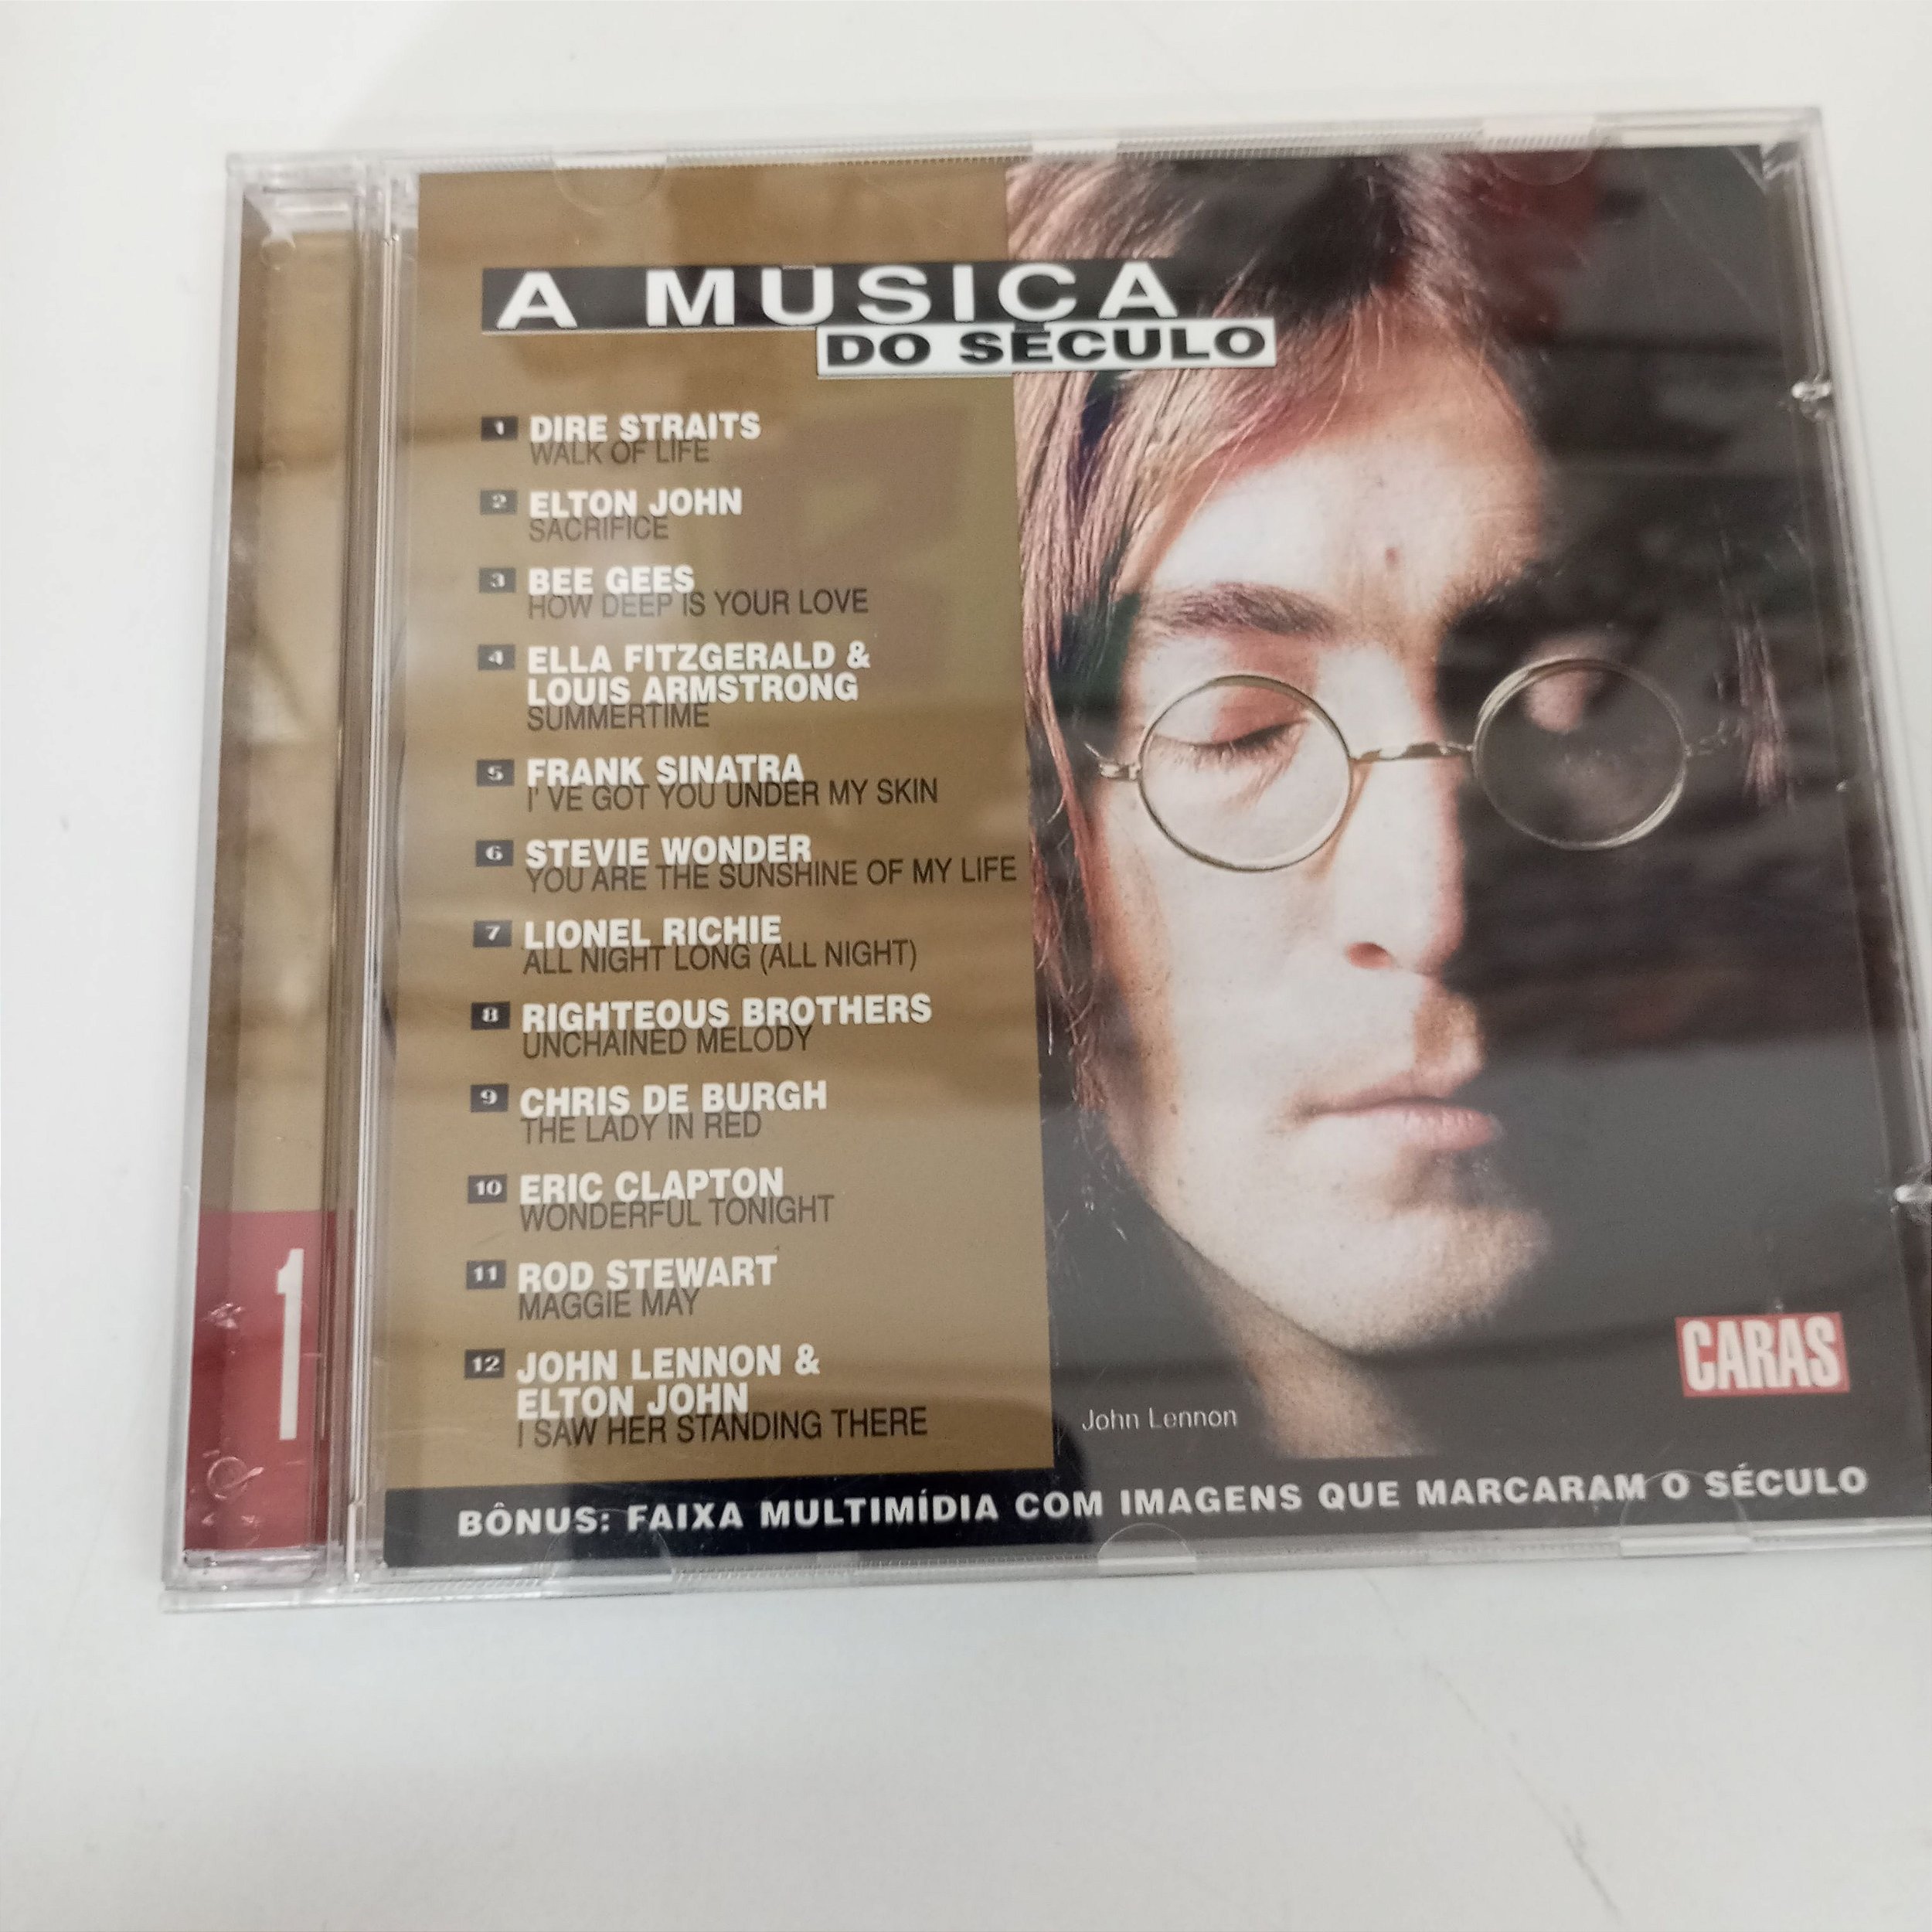 A MÚSICA
DO SÉCULO
1 DIRE STRAITS
WALK OF LIFE
2 ELTON JOHN
SACRIFICE
3 BEE GEES
HOW DEEP IS YOUR LOVE
4 ELLA FITZGERALD &
LOUIS ARMSTRONG
SUMMERTIME
5 FRANK SINATRA
I' VE GOT YOU UNDER MY SKIN
6 STEVIE WONDER
YOU ARE THE SUNSHINE OF MY LIFE
7 LIONEL RICHIE
ALL NIGHT LONG (ALL NIGHT)
8 RIGHTEOUS BROTHERS
UNCHAINED MELODY
9 CHRIS DE BURGH
THE LADY IN RED
10 ERIC CLAPTON
WONDERFUL TONIGHT
11 ROD STEWART
MAGGIE MAY
12 JOHN LENNON &
ELTON JOHN
I SAW HER STANDING THERE
1
CARAS
John Lennon
BÔNUS: FAIXA MULTIMÍDIA COM IMAGENS QUE MARCARAM O SÉCULO